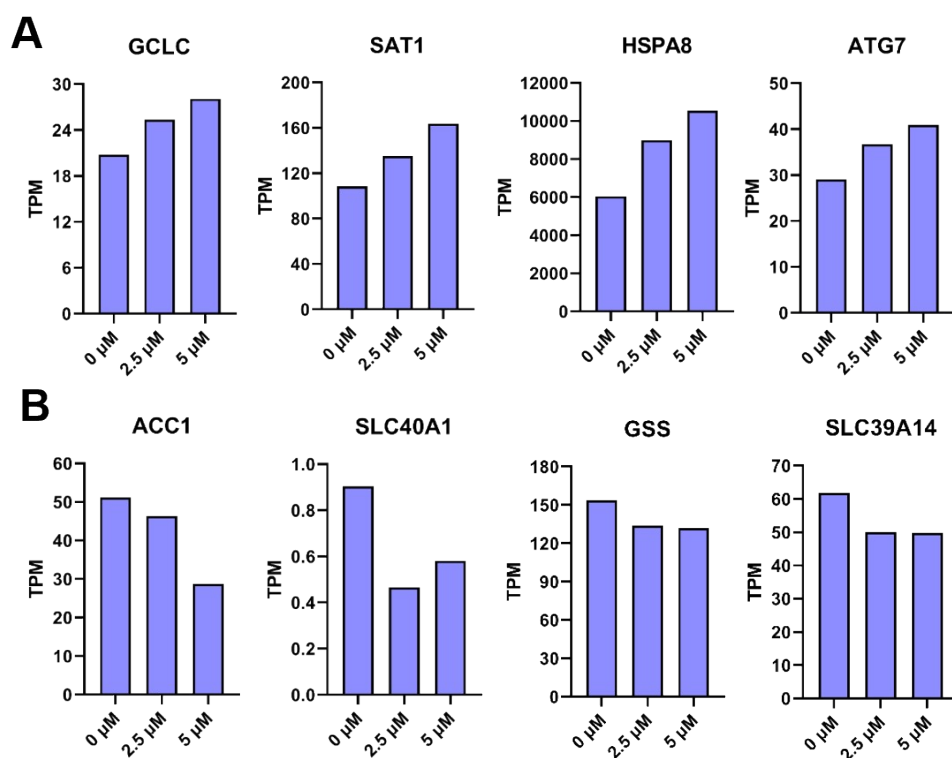 A
GCLC
SAT1
HSPA8
ATG7
TPM
30
24
18
12
6
0
0 µM
2.5 µM
5 µM
TPM
200
160
120
80
40
0
0 µM
2.5 µM
5 µM
TPM
12000
10000
8000
6000
4000
2000
0
0 µM
2.5 µM
5 µM
TPM
50
40
30
20
10
0
0 µM
2.5 µM
5 µM
B
ACC1
SLC40A1
GSS
SLC39A14
TPM
60
50
40
30
20
10
0
0 µM
2.5 µM
5 µM
TPM
1.0
0.8
0.6
0.4
0.2
0.0
0 µM
2.5 µM
5 µM
TPM
180
150
120
90
60
30
0
0 µM
2.5 µM
5 µM
TPM
70
60
50
40
30
20
10
0
0 µM
2.5 µM
5 µM